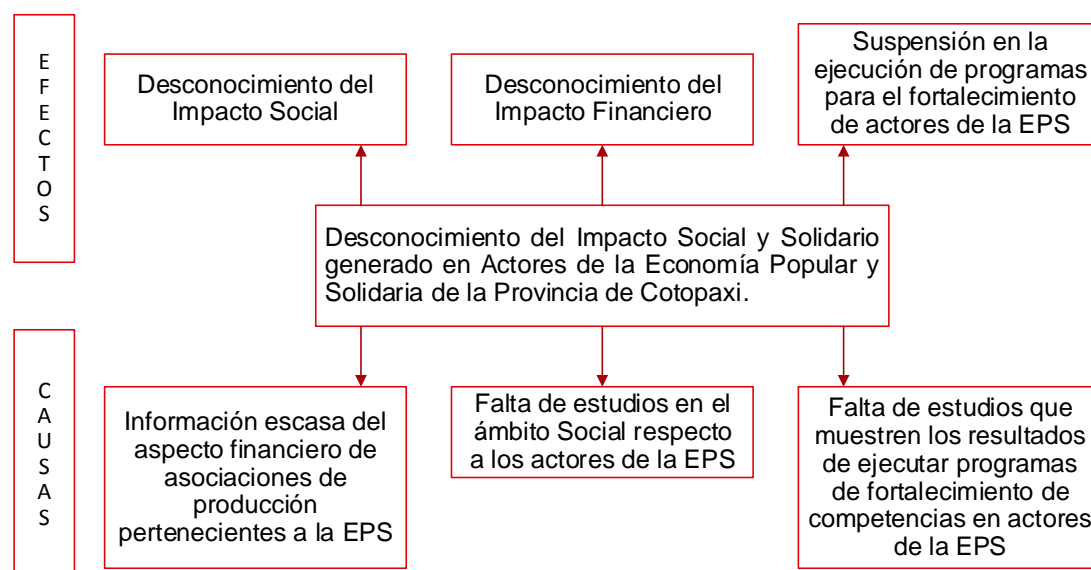 EFECTOS
Desconocimiento del
Impacto Social
Desconocimiento del
Impacto Financiero
Suspensión en la
ejecución de programas
para el fortalecimiento
de actores de la EPS
Desconocimiento del Impacto Social y Solidario
generado en Actores de la Economía Popular y
Solidaria de la Provincia de Cotopaxi.
CAUSAS
Información escasa del
aspecto financiero de
asociaciones de
producción
pertenecientes a la EPS
Falta de estudios en el
ámbito Social respecto
a los actores de la EPS
Falta de estudios que
muestren los resultados
de ejecutar programas
de fortalecimiento de
competencias en actores
de la EPS